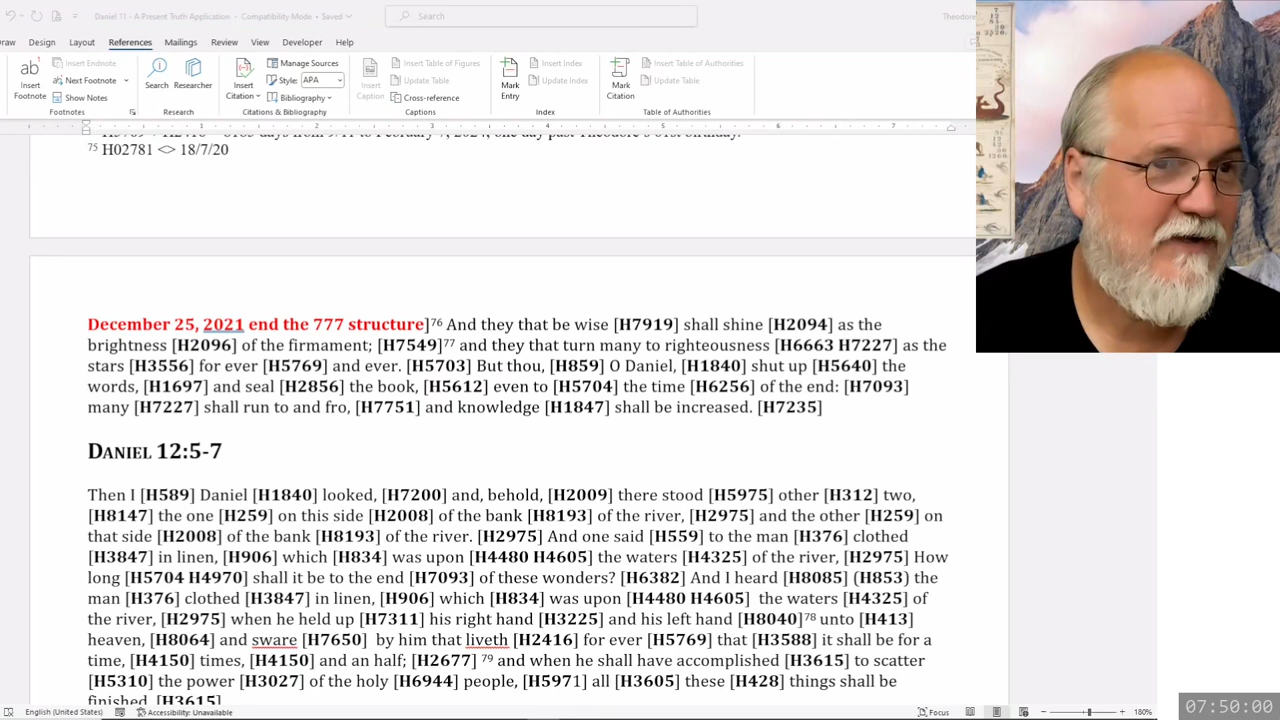 Daniel 11 - A Present Truth Application - Compatibility Mode • Saved
Search
Theodore
raw Design Layout References Mailings Review View Developer Help
Insert Footnote
Insert Endnote
Next Footnote
Show Notes
Footnotes
Search
Researcher
Research
Insert Citation
Manage Sources
Style: APA
Bibliography
Citations & Bibliography
Insert Caption
Insert Table of Figures
Update Table
Cross-reference
Captions
Mark Entry
Insert Index
Update Index
Index
Mark Citation
Insert Table of Authorities
Update Table
Table of Authorities
1 2 3 4 5 6 7
75 H02781 <> 18/7/20
December 25, 2021 end the 777 structure]76 And they that be wise [H7919] shall shine [H2094] as the
brightness [H2096] of the firmament; [H7549]77 and they that turn many to righteousness [H6663 H7227] as the
stars [H3556] for ever [H5769] and ever. [H5703] But thou, [H859] O Daniel, [H1840] shut up [H5640] the
words, [H1697] and seal [H2856] the book, [H5612] even to [H5704] the time [H6256] of the end: [H7093]
many [H7227] shall run to and fro, [H7751] and knowledge [H1847] shall be increased. [H7235]
DANIEL 12:5-7
Then I [H589] Daniel [H1840] looked, [H7200] and, behold, [H2009] there stood [H5975] other [H312] two,
[H8147] the one [H259] on this side [H2008] of the bank [H8193] of the river, [H2975] and the other [H259] on
that side [H2008] of the bank [H8193] of the river. [H2975] And one said [H559] to the man [H376] clothed
[H3847] in linen, [H906] which [H834] was upon [H4480 H4605] the waters [H4325] of the river, [H2975] How
long [H5704 H4970] shall it be to the end [H7093] of these wonders? [H6382] And I heard [H8085] (H853) the
man [H376] clothed [H3847] in linen, [H906] which [H834] was upon [H4480 H4605] the waters [H4325] of
the river, [H2975] when he held up [H7311] his right hand [H3225] and his left hand [H8040]78 unto [H413]
heaven, [H8064] and sware [H7650] by him that liveth [H2416] for ever [H5769] that [H3588] it shall be for a
time, [H4150] times, [H4150] and an half; [H2677] 79 and when he shall have accomplished [H3615] to scatter
[H5310] the power [H3027] of the holy [H6944] people, [H5971] all [H3605] these [H428] things shall be
finished. [H3615]
English (United States)
Accessibility: Unavailable
Focus
180%
07:50:00